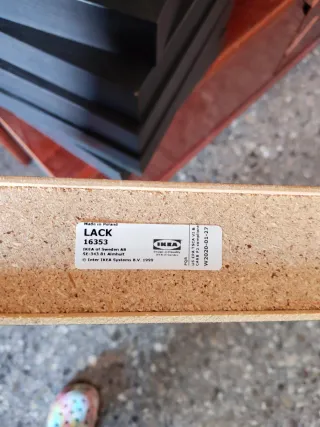 Made in Poland
LACK
16353
IKEA of Sweden AB
SE-343 81 Älmhult
© Inter IKEA Systems B.V. 1999
IKEA
W2020-01-27